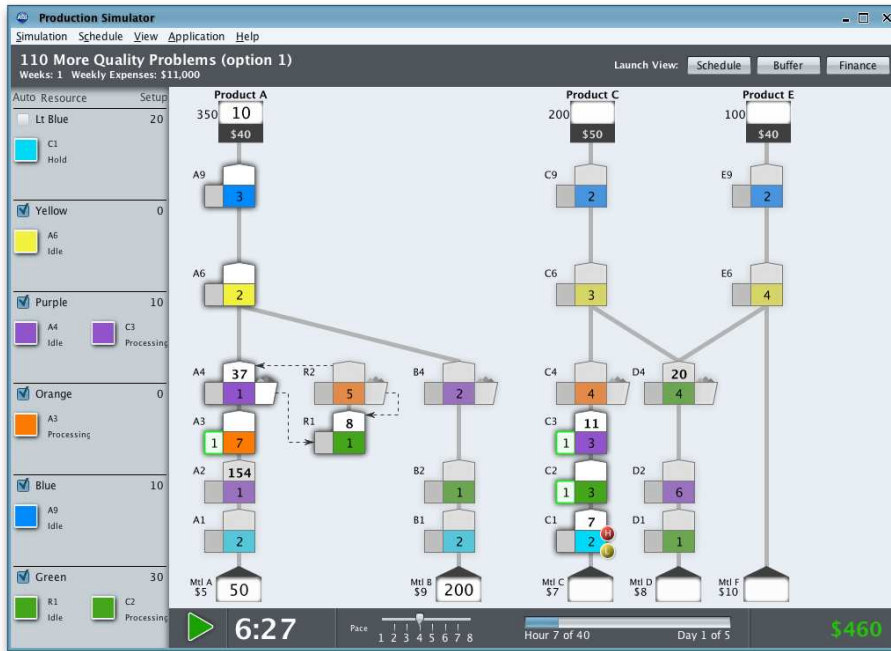 ABI
Production Simulator
Simulation Schedule View Application Help
110 More Quality Problems (option 1)
Weeks: 1 Weekly Expenses: $11,000
Launch View: Schedule Buffer Finance
Auto Resource Setup
Lt Blue 20
C1
Hold
Yellow 0
A6
Idle
Purple 10
A4 C3
Idle Processing
Orange 0
A3
Processing
Blue 10
A9
Idle
Green 30
R1 C2
Idle Processing
Product A Product C Product E
350 10 200 100
$40 $50 $40
A9 C9 E9
3 2 2
A6 C6 E6
2 3 4
A4 37 R2 B4 C4 D4 20
1 5 2 4 4
A3 R1 8 C3 11
1 7 1 1 3
A2 154 B2 C2 D2
1 1 1 3 6
A1 B1 C1 7 D1
2 2 2 H L 1
Mtl A 50 Mtl B 200 Mtl C Mtl D Mtl F
$5 $9 $7 $8 $10
6:27
Pace
1 2 3 4 5 6 7 8
Hour 7 of 40 Day 1 of 5
$460